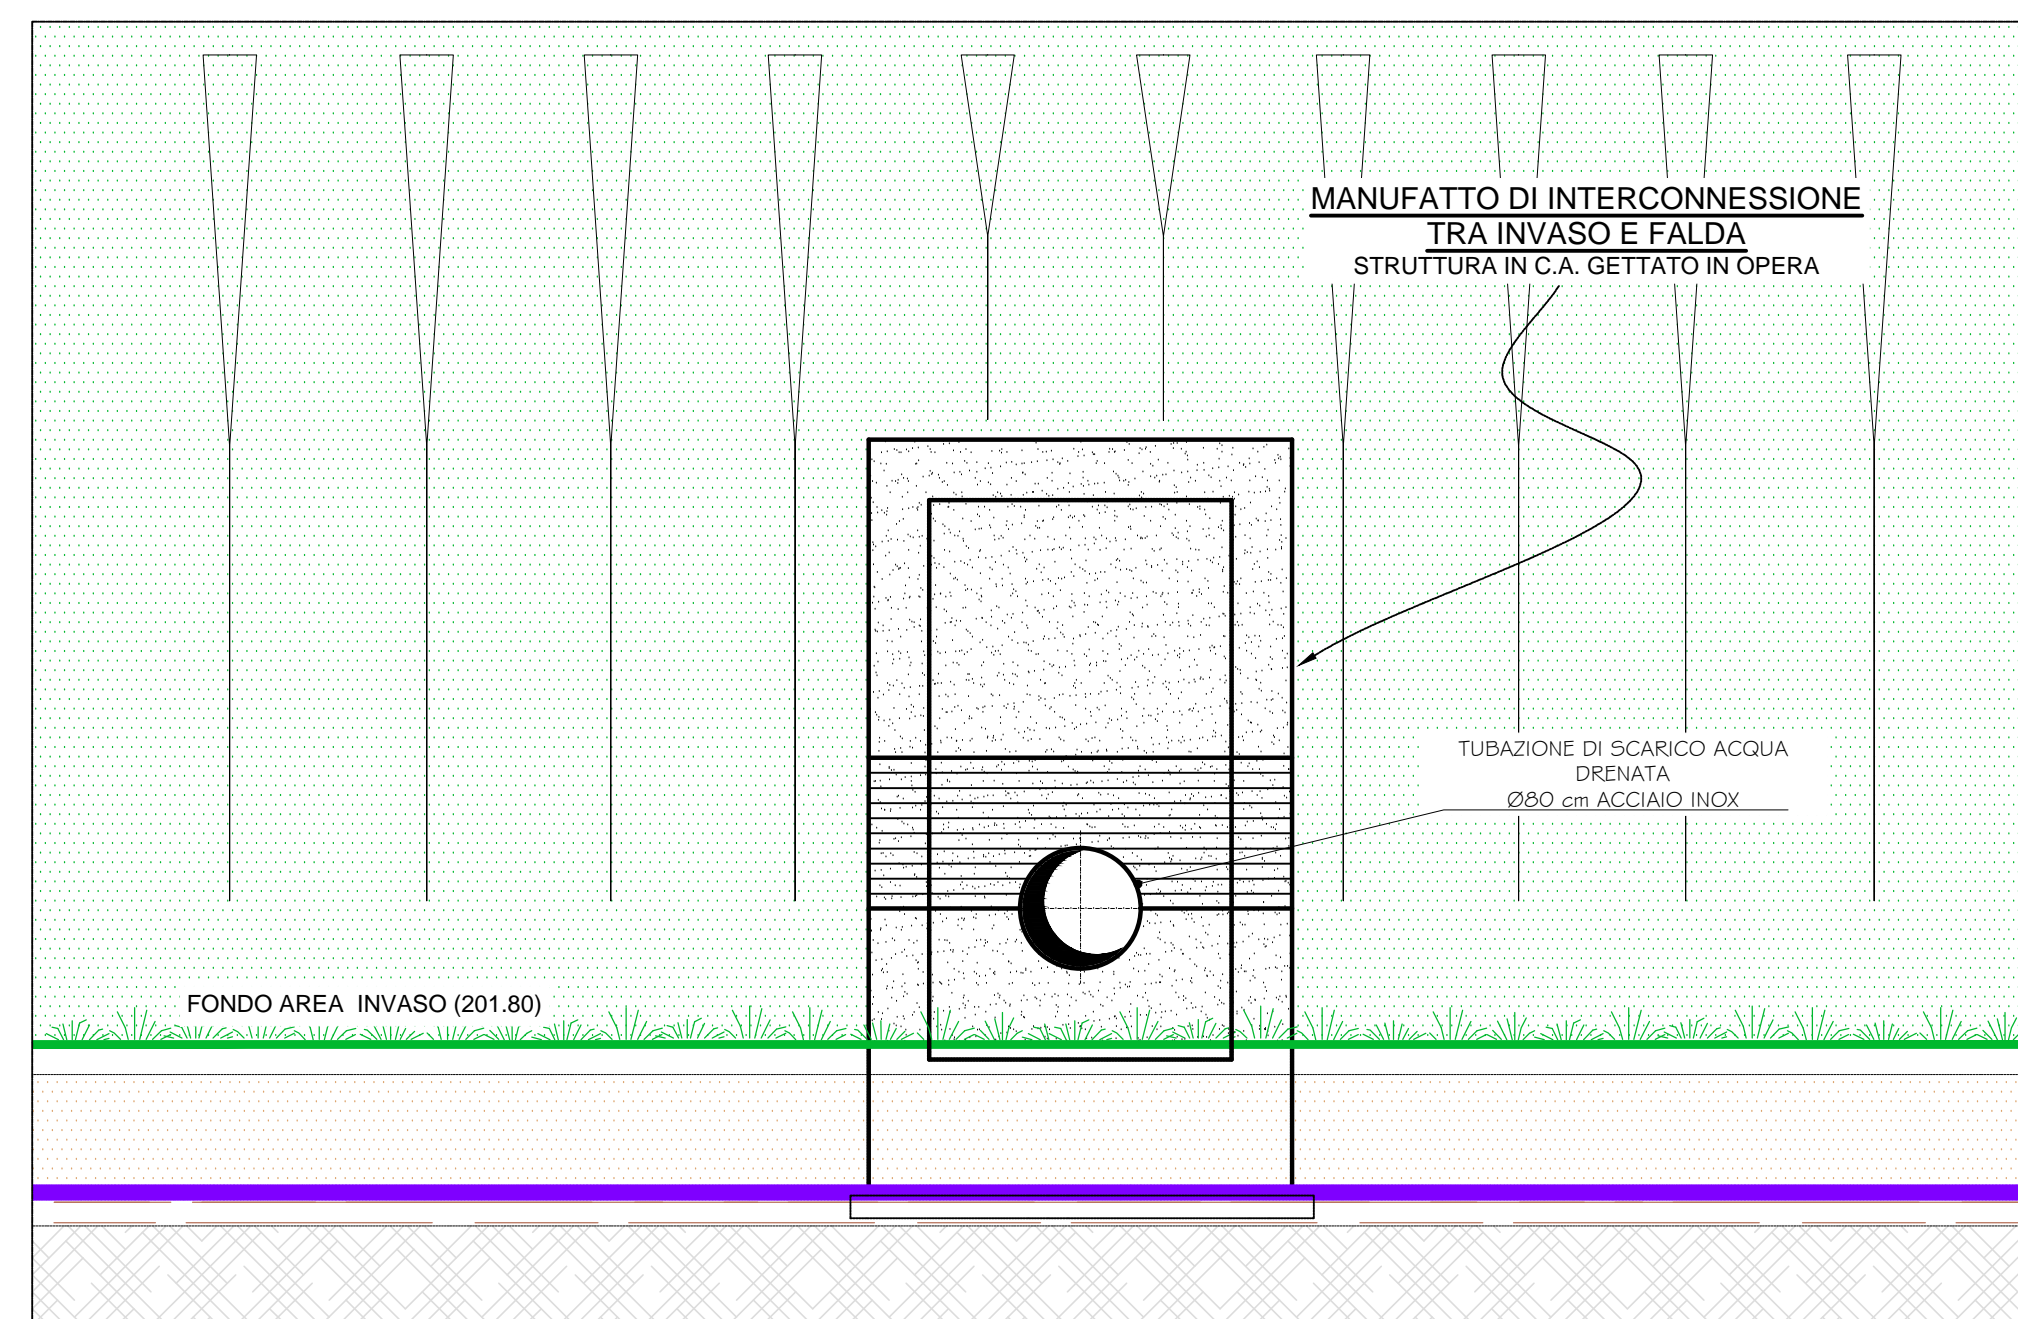 MANUFATTO DI INTERCONNESSIONE
TRA INVASO E FALDA
STRUTTURA IN C.A. GETTATO IN OPERA
TUBAZIONE DI SCARICO ACQUA
DRENATA
Ø80 cm ACCIAIO INOX
FONDO AREA  INVASO (201.80)